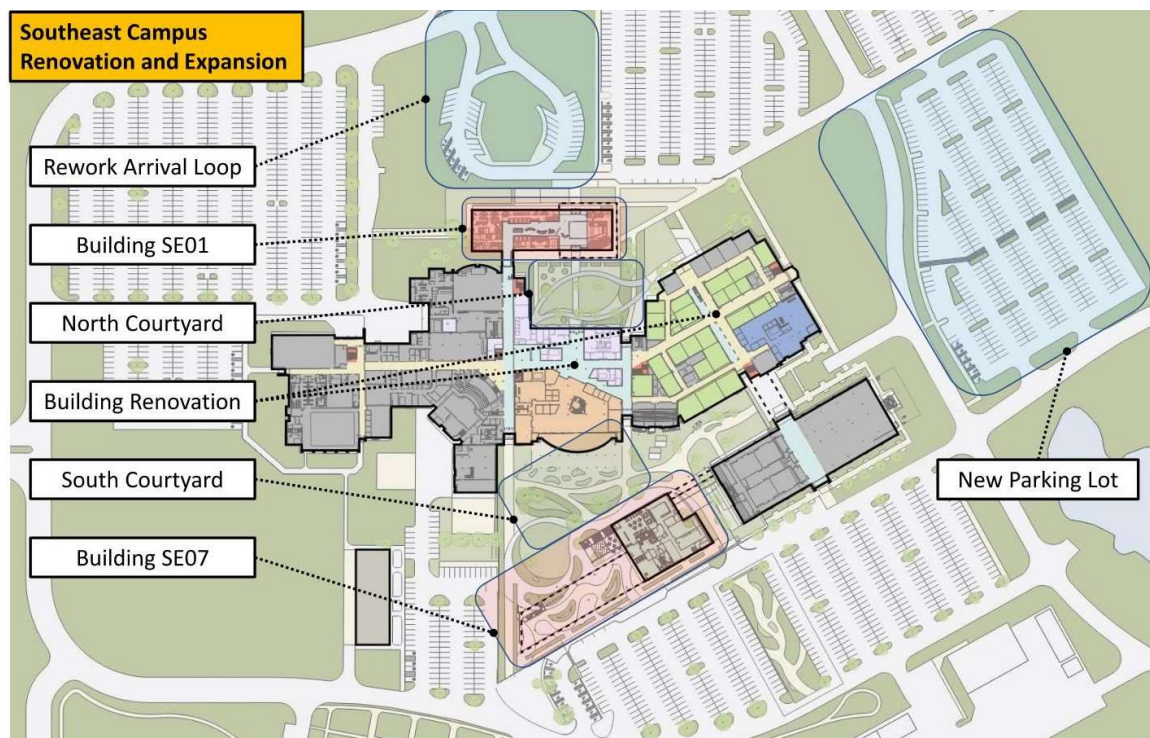 Southeast Campus
Renovation and Expansion
Rework Arrival Loop
Building SE01
North Courtyard
Building Renovation
South Courtyard
Building SE07
New Parking Lot